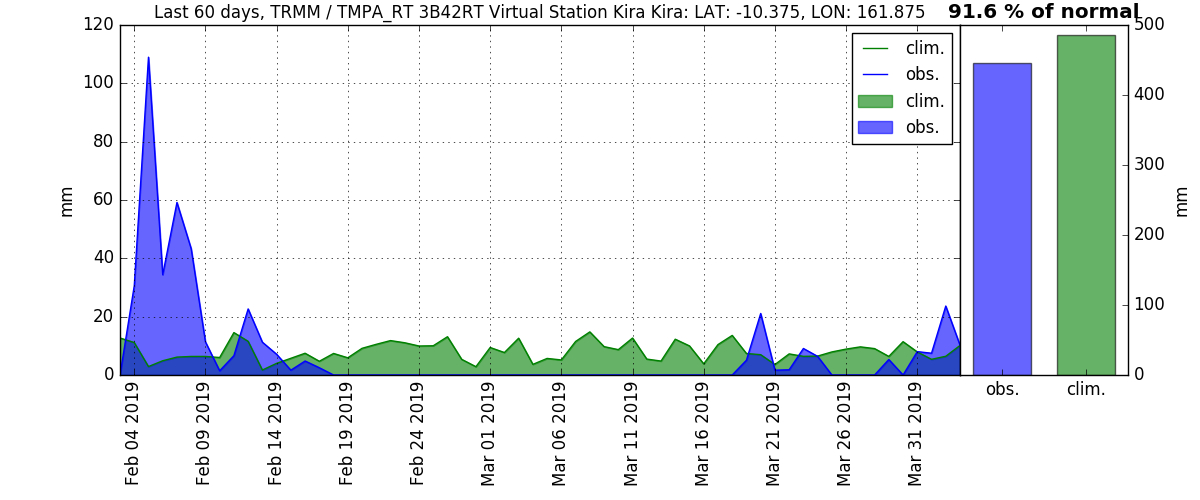 Last 60 days, TRMM / TMPA_RT 3B42RT Virtual Station Kira Kira: LAT: -10.375, LON: 161.875
91.6 % of normal
120
100
80
60
40
20
0
mm
clim.
obs.
clim.
obs.
500
400
300
200
100
0
mm
obs.
clim.
Feb 04 2019
Feb 09 2019
Feb 14 2019
Feb 19 2019
Feb 24 2019
Mar 01 2019
Mar 06 2019
Mar 11 2019
Mar 16 2019
Mar 21 2019
Mar 26 2019
Mar 31 2019